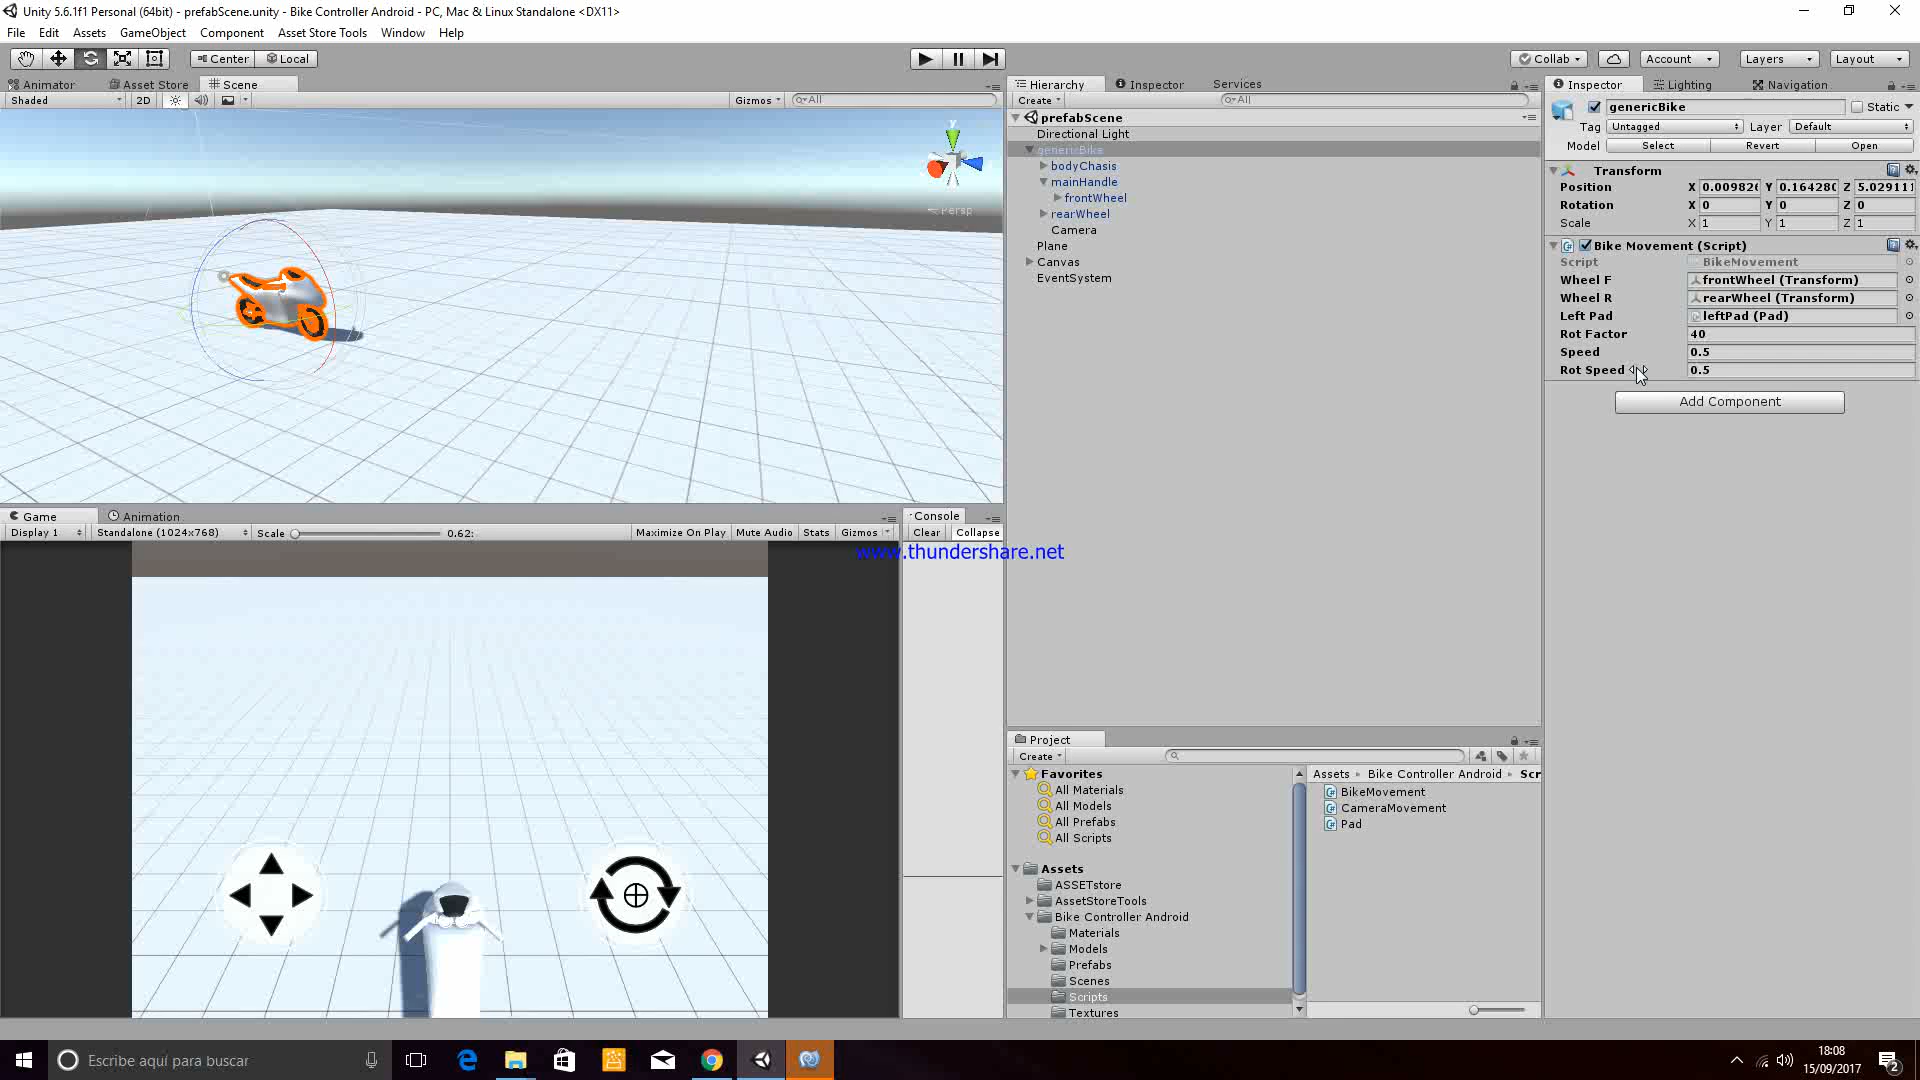 Unity 5.6.1f1 Personal (64bit) - prefabScene.unity - Bike Controller Android - PC, Mac & Linux Standalone <DX11>
File Edit Assets GameObject Component Asset Store Tools Window Help
Center Local
Collab Account Layers Layout
Animator Asset Store Scene
Shaded 2D Gizmos All
y
Persp
Hierarchy Inspector Services
Create All
prefabScene
Directional Light
genericBike
bodyChasis
mainHandle
frontWheel
rearWheel
Camera
Plane
Canvas
EventSystem
Inspector Lighting Navigation
genericBike Static
Tag Untagged Layer Default
Model Select Revert Open
Transform
Position X 0.00982 Y 0.16428 Z 5.029111
Rotation X 0 Y 0 Z 0
Scale X 1 Y 1 Z 1
Bike Movement (Script)
Script BikeMovement
Wheel F frontWheel (Transform)
Wheel R rearWheel (Transform)
Left Pad leftPad (Pad)
Rot Factor 40
Speed 0.5
Rot Speed 0.5
Add Component
Game Animation
Display 1 Standalone (1024x768) Scale 0.62: Maximize On Play Mute Audio Stats Gizmos
Console
Clear Collapse
www.thundershare.net
Project
Create
Favorites
All Materials
All Models
All Prefabs
All Scripts
Assets
ASSETstore
AssetStoreTools
Bike Controller Android
Materials
Models
Prefabs
Scenes
Scripts
Textures
Assets Bike Controller Android Scr
BikeMovement
CameraMovement
Pad
Escribe aquí para buscar
18:08
15/09/2017
2